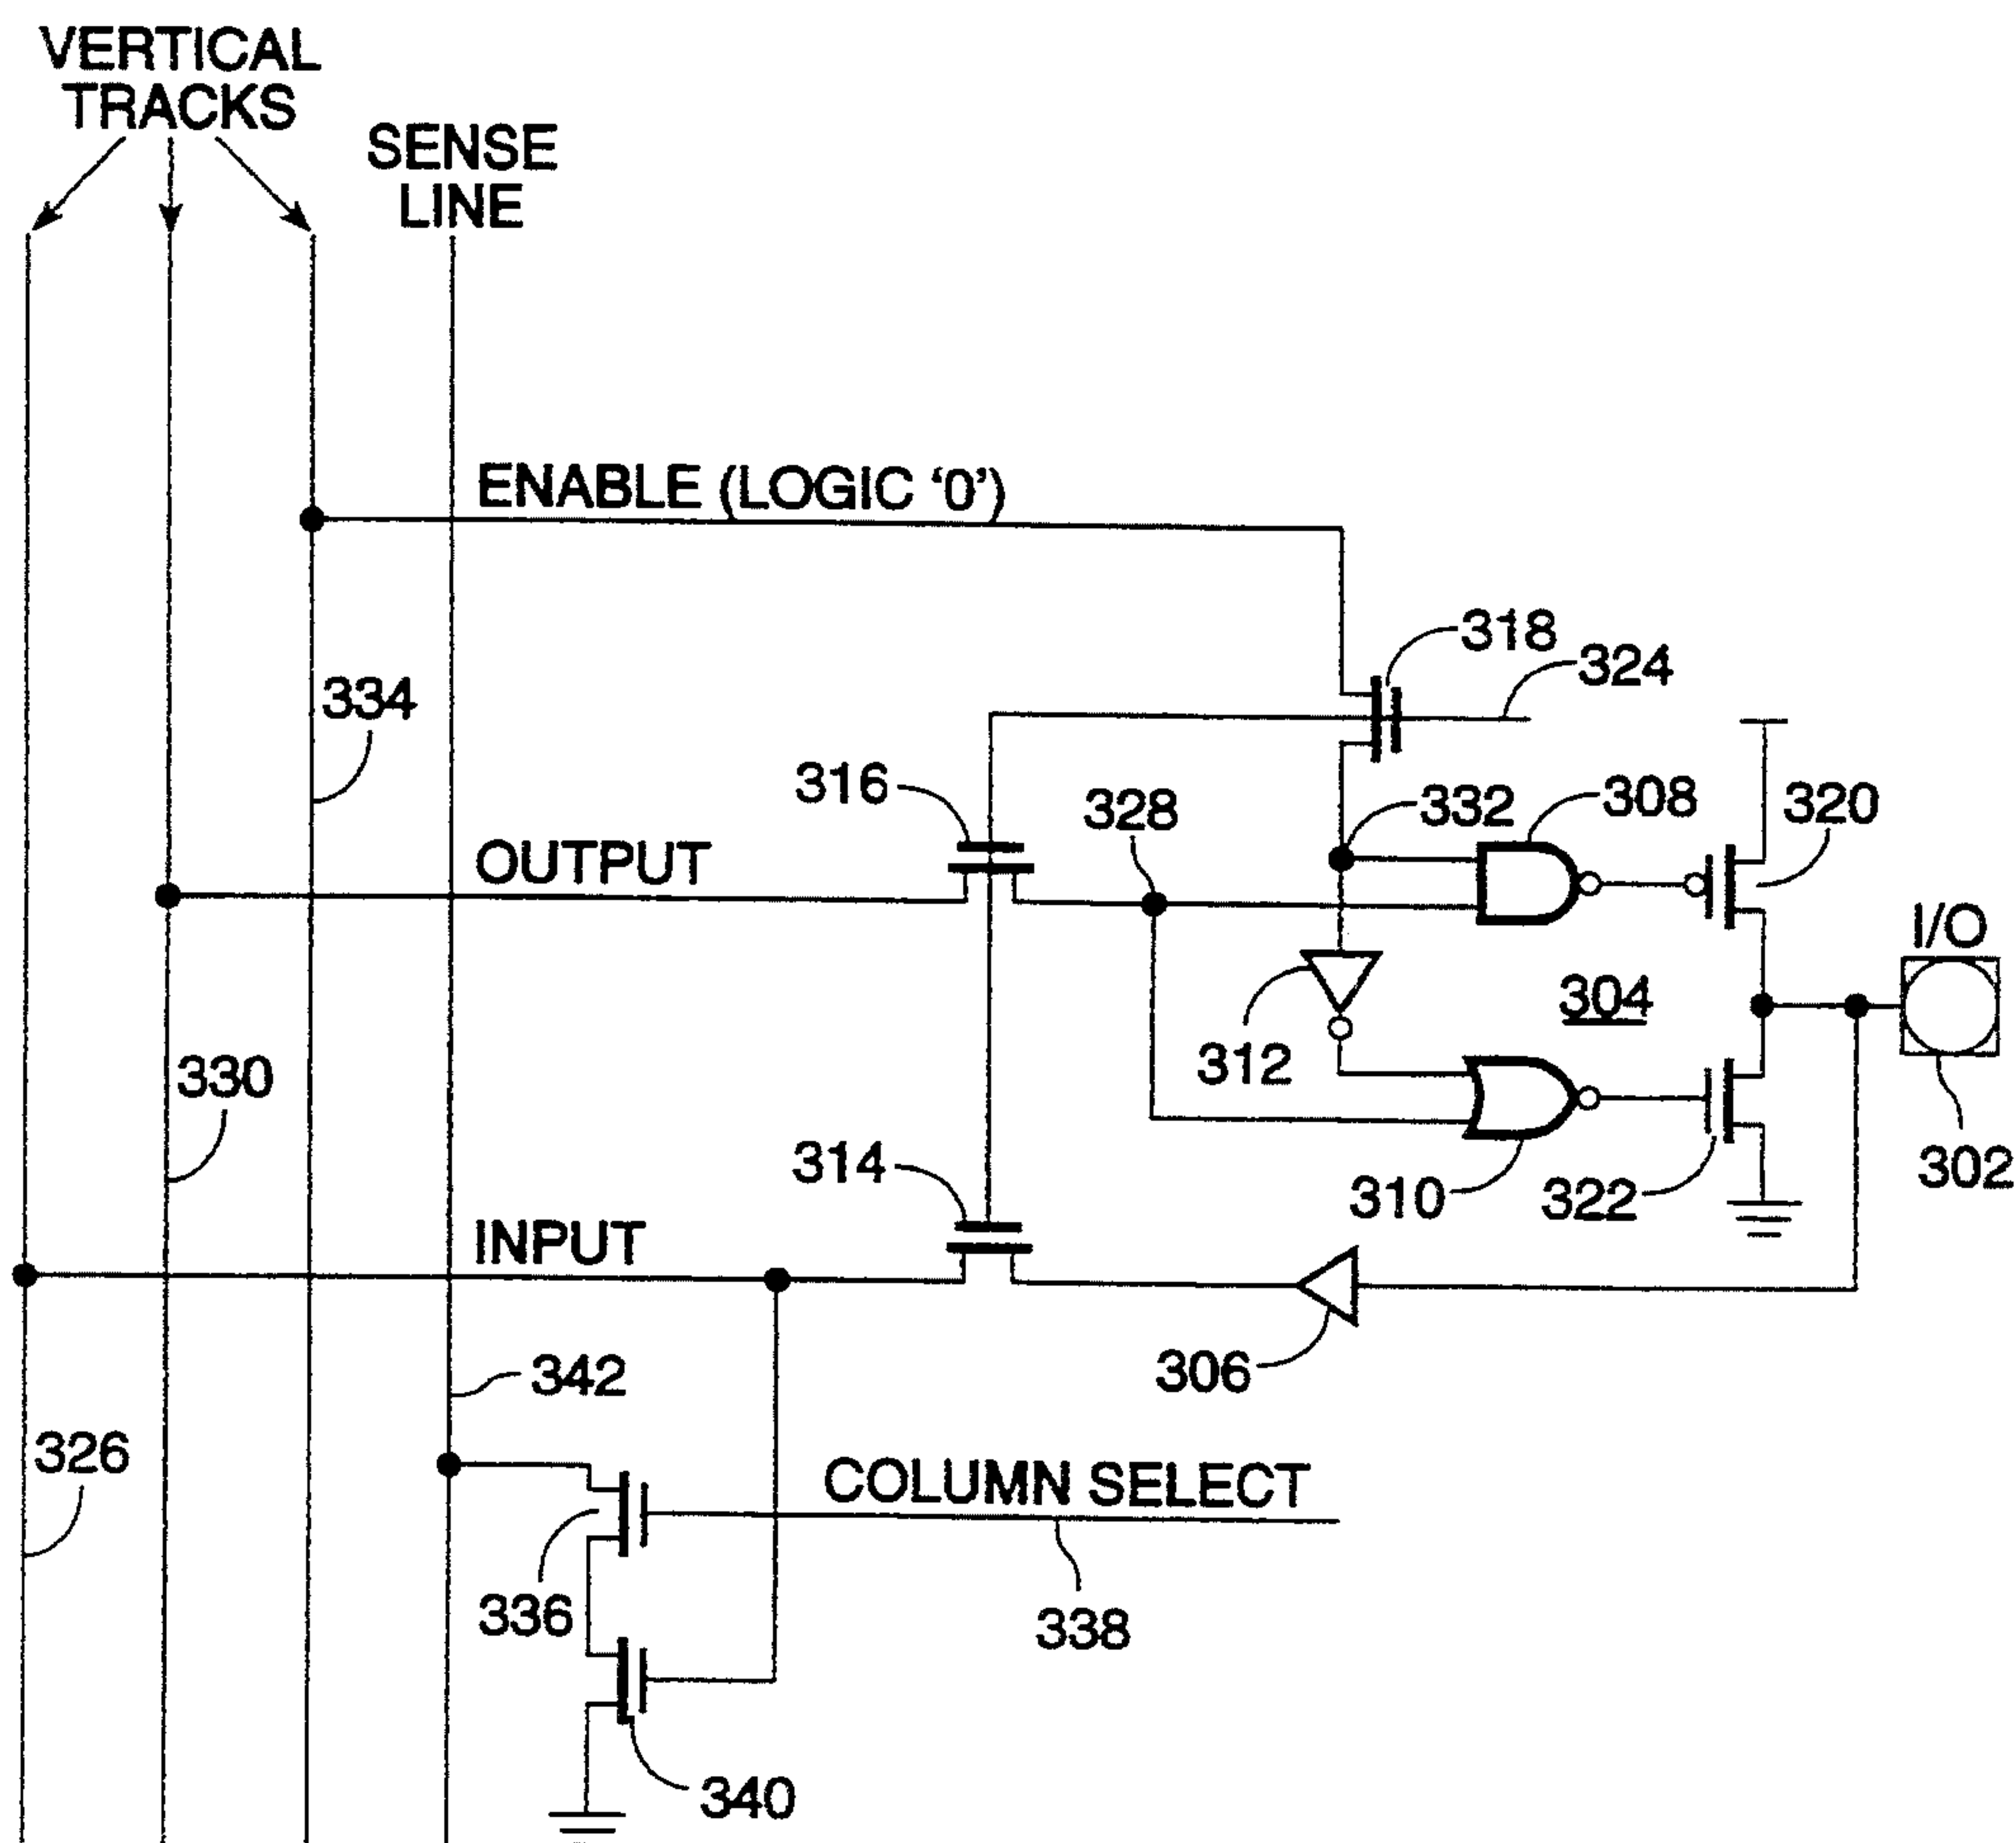 VERTICAL
TRACKS
SENSE
LINE
ENABLE (LOGIC ‘0’)
318
324
334
316
328
332
308
320
OUTPUT
I/O
304
312
330
314
310
322
302
INPUT
306
342
326
COLUMN SELECT
336
338
340